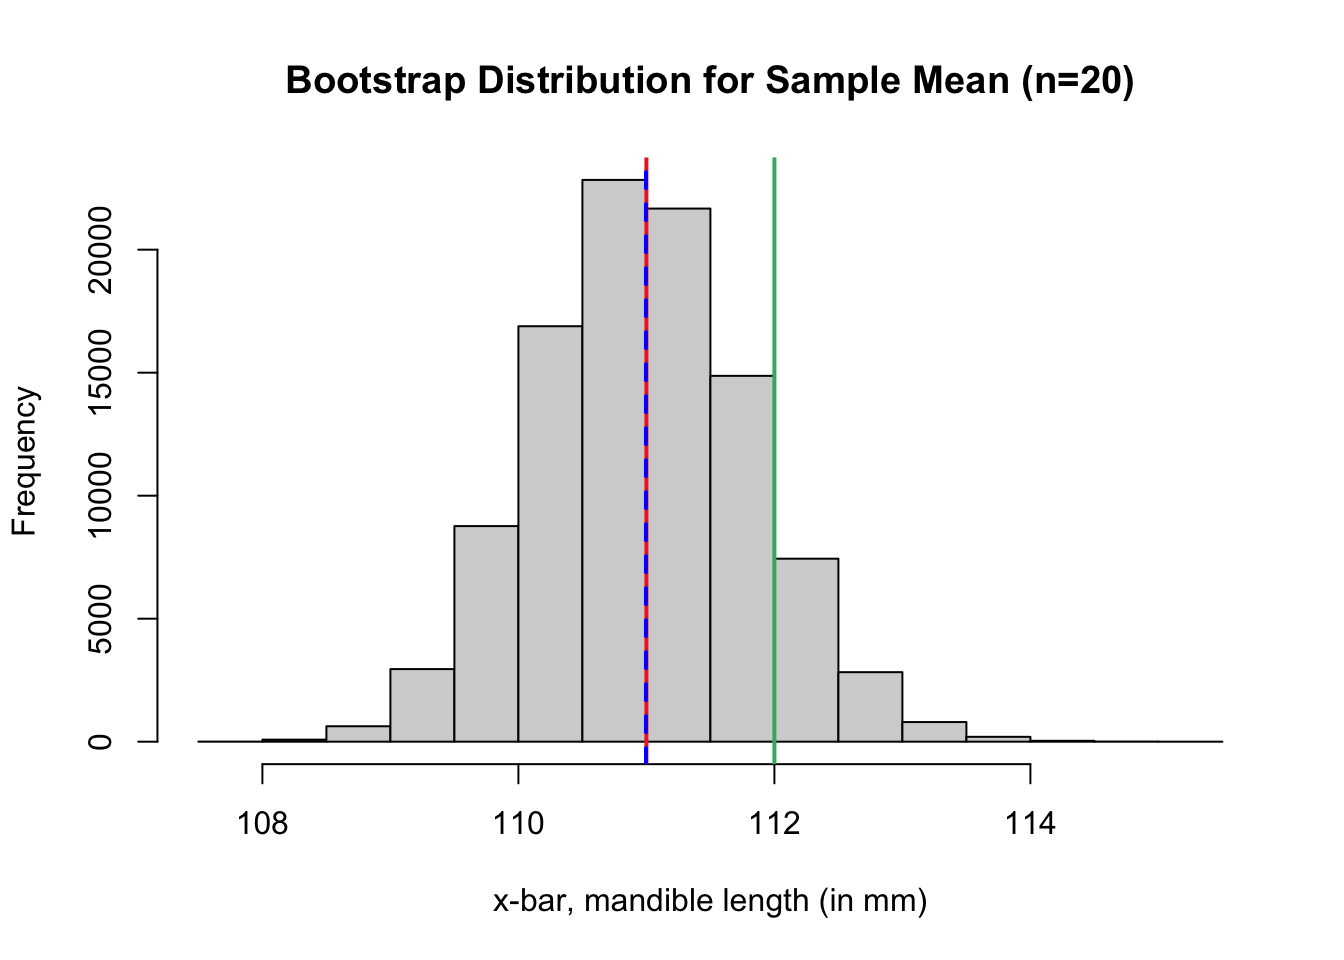 Bootstrap Distribution for Sample Mean (n=20)
Frequency
20000
15000
10000
5000
0
108 110 112 114
x-bar, mandible length (in mm)